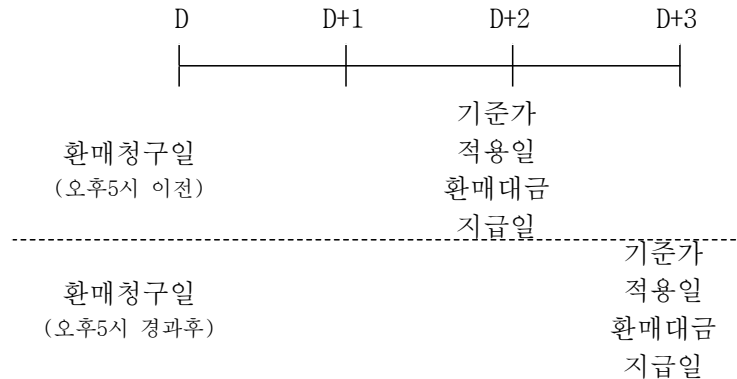 D D+1 D+2 D+3
기준가
적용일
환매대금
지급일
환매청구일
(오후5시 이전)
기준가
적용일
환매대금
지급일
환매청구일
(오후5시 경과후)